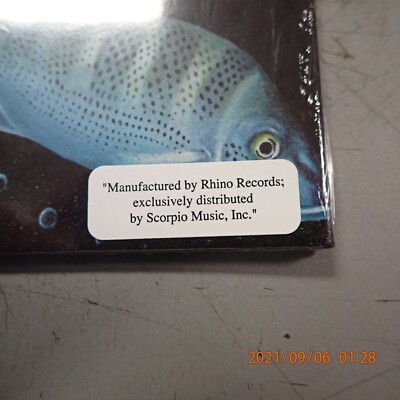 "Manufactured by Rhino Records;
exclusively distributed
by Scorpio Music, Inc."
2021/09/06 01:28